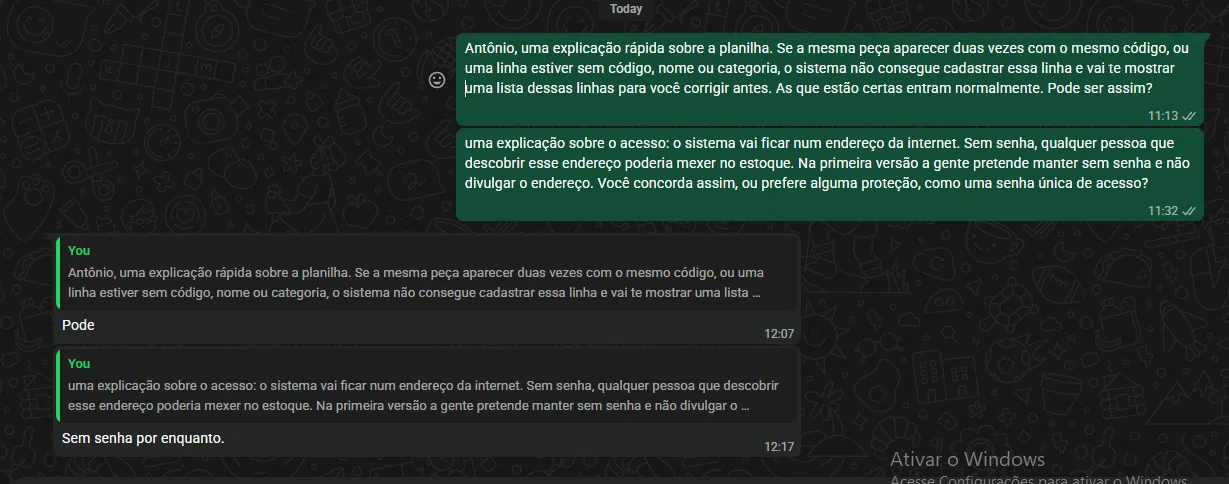 Today
Antônio, uma explicação rápida sobre a planilha. Se a mesma peça aparecer duas vezes com o mesmo código, ou
uma linha estiver sem código, nome ou categoria, o sistema não consegue cadastrar essa linha e vai te mostrar
uma lista dessas linhas para você corrigir antes. As que estão certas entram normalmente. Pode ser assim?
11:13
uma explicação sobre o acesso: o sistema vai ficar num endereço da internet. Sem senha, qualquer pessoa que
descobrir esse endereço poderia mexer no estoque. Na primeira versão a gente pretende manter sem senha e não
divulgar o endereço. Você concorda assim, ou prefere alguma proteção, como uma senha única de acesso?
11:32
You
Antônio, uma explicação rápida sobre a planilha. Se a mesma peça aparecer duas vezes com o mesmo código, ou uma
linha estiver sem código, nome ou categoria, o sistema não consegue cadastrar essa linha e vai te mostrar uma lista ...
Pode
12:07
You
uma explicação sobre o acesso: o sistema vai ficar num endereço da internet. Sem senha, qualquer pessoa que descobrir
esse endereço poderia mexer no estoque. Na primeira versão a gente pretende manter sem senha e não divulgar o ...
Sem senha por enquanto.
12:17
Ativar o Windows
Acesse Configurações para ativar o Windows